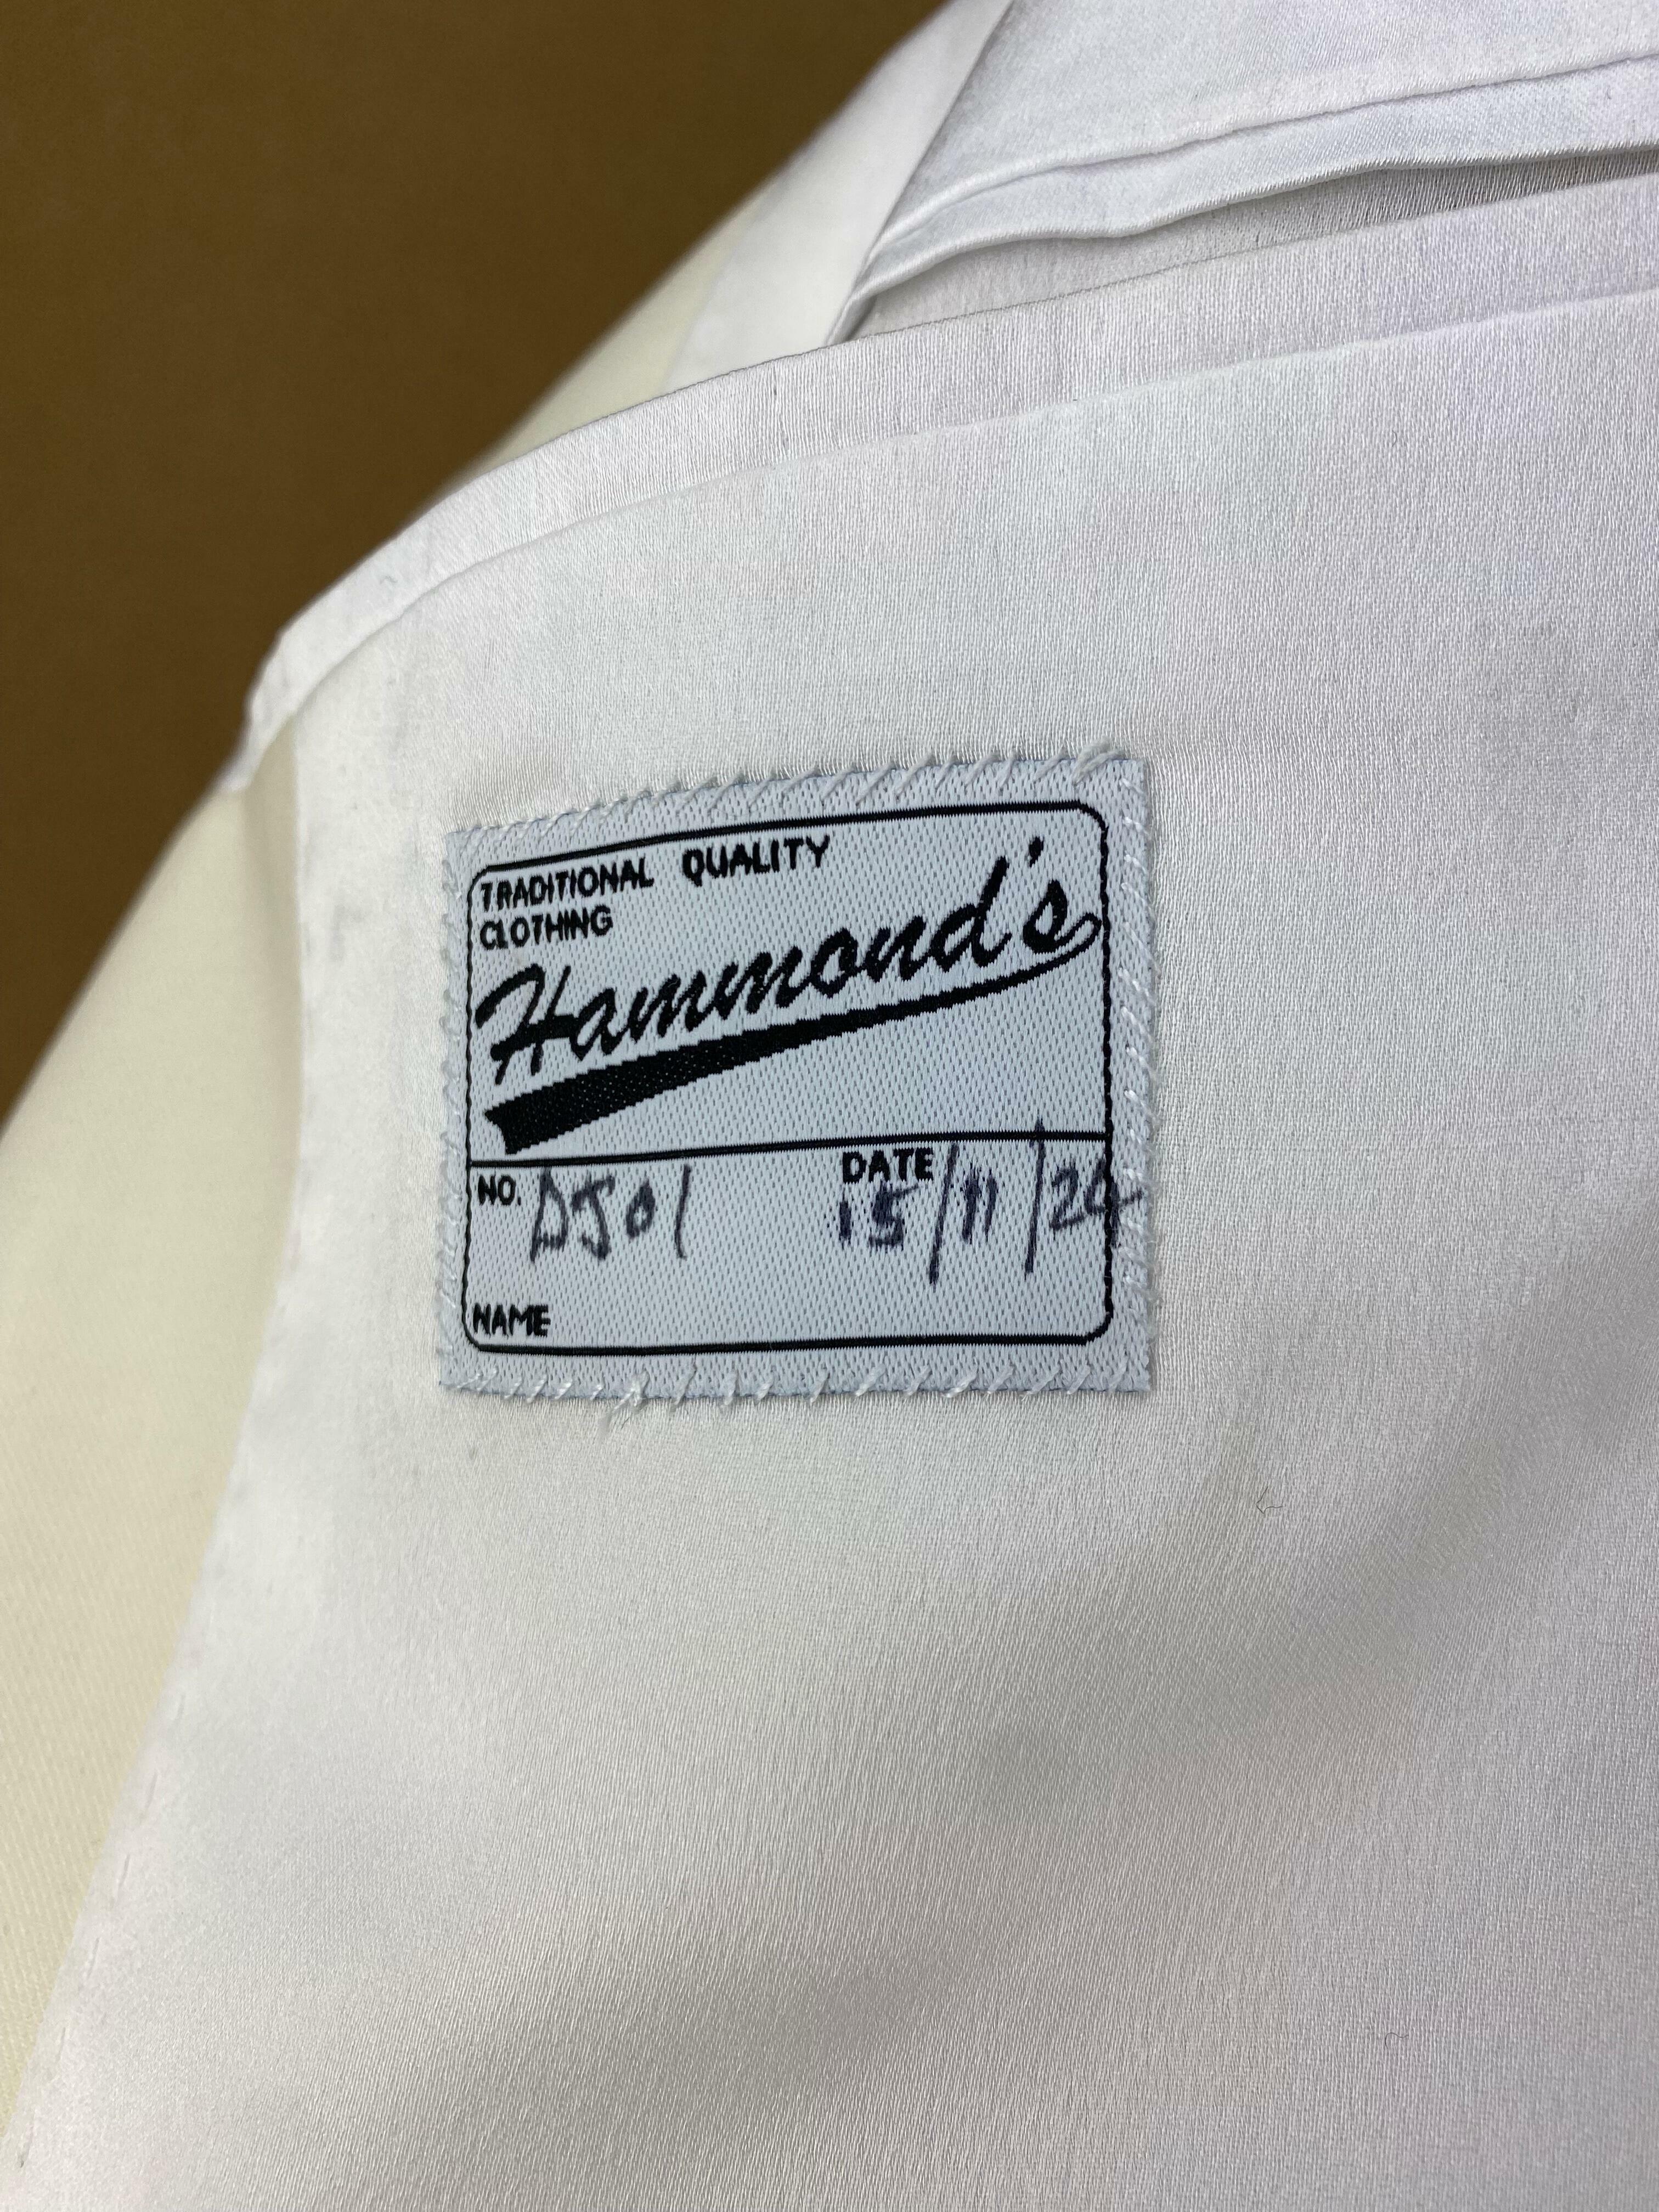 TRADITIONAL QUALITY
CLOTHING
Hammond's
NO. DJ01 DATE 15/11/24
NAME